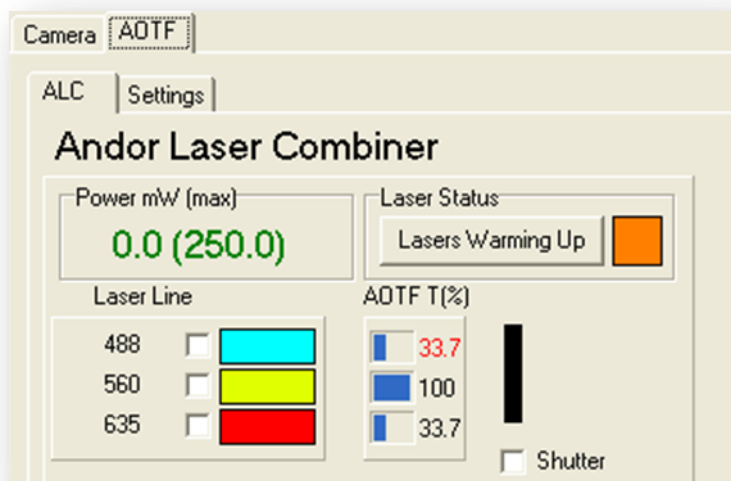 Camera AOTF
ALC Settings
Andor Laser Combiner
Power mW (max) Laser Status
0.0 (250.0) Lasers Warming Up
Laser Line AOTF T(%)
488 33.7
560 100
635 33.7
Shutter